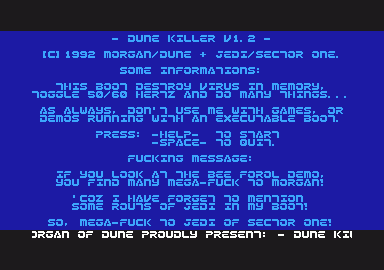 - DUNE KILLER V1.2 -
(C) 1992 MORGAN/DUNE + JEDI/SECTOR ONE.
SOME INFORMATIONS:
THIS BOOT DESTROY VIRUS IN MEMORY,
TOGGLE 50/60 HERTZ AND DO MANY THINGS...
AS ALWAYS, DON'T USE ME WITH GAMES, OR
DEMOS RUNNING WITH AN EXECUTABLE BOOT.
PRESS: -HELP- TO START
-SPACE- TO QUIT.
FUCKING MESSAGE:
IF YOU LOOK AT THE BEE FOROL DEMO,
YOU FIND MANY MEGA-FUCK TO MORGAN!
'COZ I HAVE FORGET TO MENTION
SOME ROUTS OF JEDI IN MY BOOT!
SO, MEGA-FUCK TO JEDI OF SECTOR ONE!
ORGAN OF DUNE PROUDLY PRESENT: - DUNE KIL